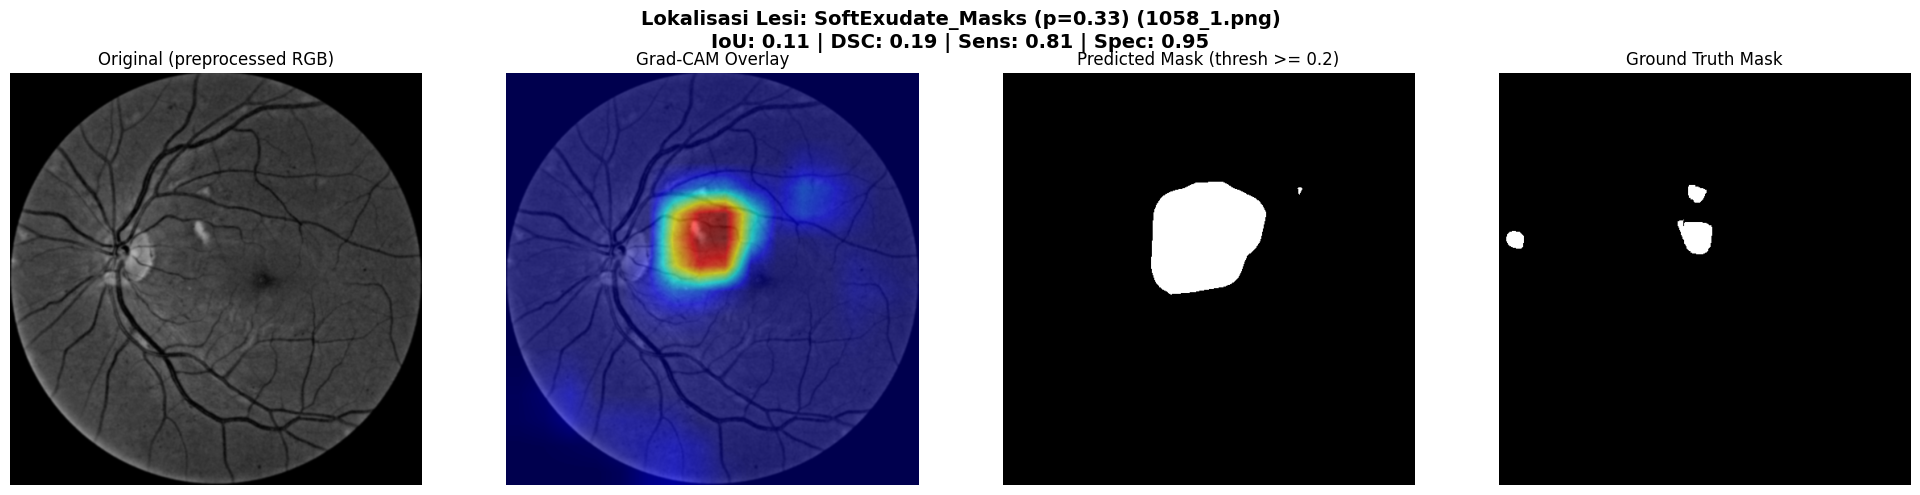 Lokalisasi Lesi: SoftExudate_Masks (p=0.33) (1058_1.png)
IoU: 0.11 | DSC: 0.19 | Sens: 0.81 | Spec: 0.95
Original (preprocessed RGB)
Grad-CAM Overlay
Predicted Mask (thresh >= 0.2)
Ground Truth Mask